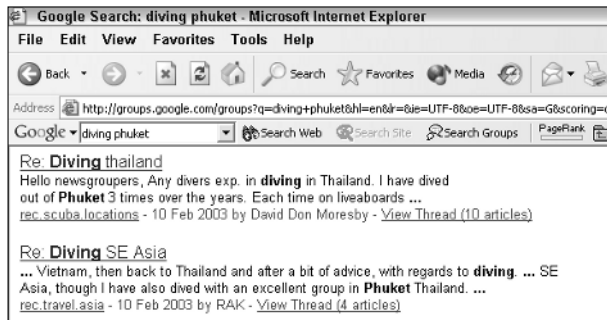 Google Search: diving phuket - Microsoft Internet Explorer
File Edit View Favorites Tools Help
Back Search Favorites Media
Address http://groups.google.com/groups?q=diving+phuket&hl=en&lr=&ie=UTF-8&oe=UTF-8&sa=G&scoring=
Google diving phuket Search Web Search Site Search Groups PageRank
Re: Diving thailand
Hello newsgroupers, Any divers exp. in diving in Thailand. I have dived
out of Phuket 3 times over the years. Each time on liveaboards ...
rec.scuba.locations - 10 Feb 2003 by David Don Moresby - View Thread (10 articles)
Re: Diving SE Asia
... Vietnam, then back to Thailand and after a bit of advice, with regards to diving. ... SE
Asia, though I have also dived with an excellent group in Phuket Thailand. ...
rec.travel.asia - 10 Feb 2003 by RAK - View Thread (4 articles)